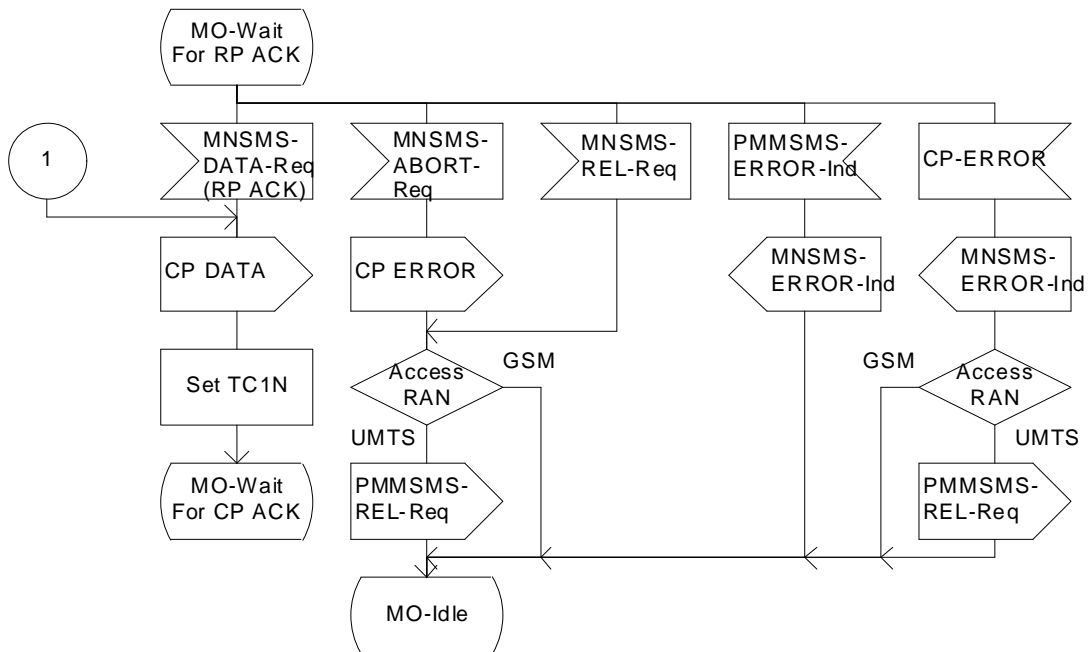 MO-Wait
For RP ACK
1
MNSMS-
DATA-Req
(RP ACK)
MNSMS-
ABORT-
Req
MNSMS-
REL-Req
PMMSMS-
ERROR-Ind
CP-ERROR
CP DATA
CP ERROR
MNSMS-
ERROR-Ind
MNSMS-
ERROR-Ind
Set TC1N
Access
RAN
GSM
UMTS
GSM
Access
RAN
UMTS
MO-Wait
For CP ACK
PMMSMS-
REL-Req
PMMSMS-
REL-Req
MO-Idle